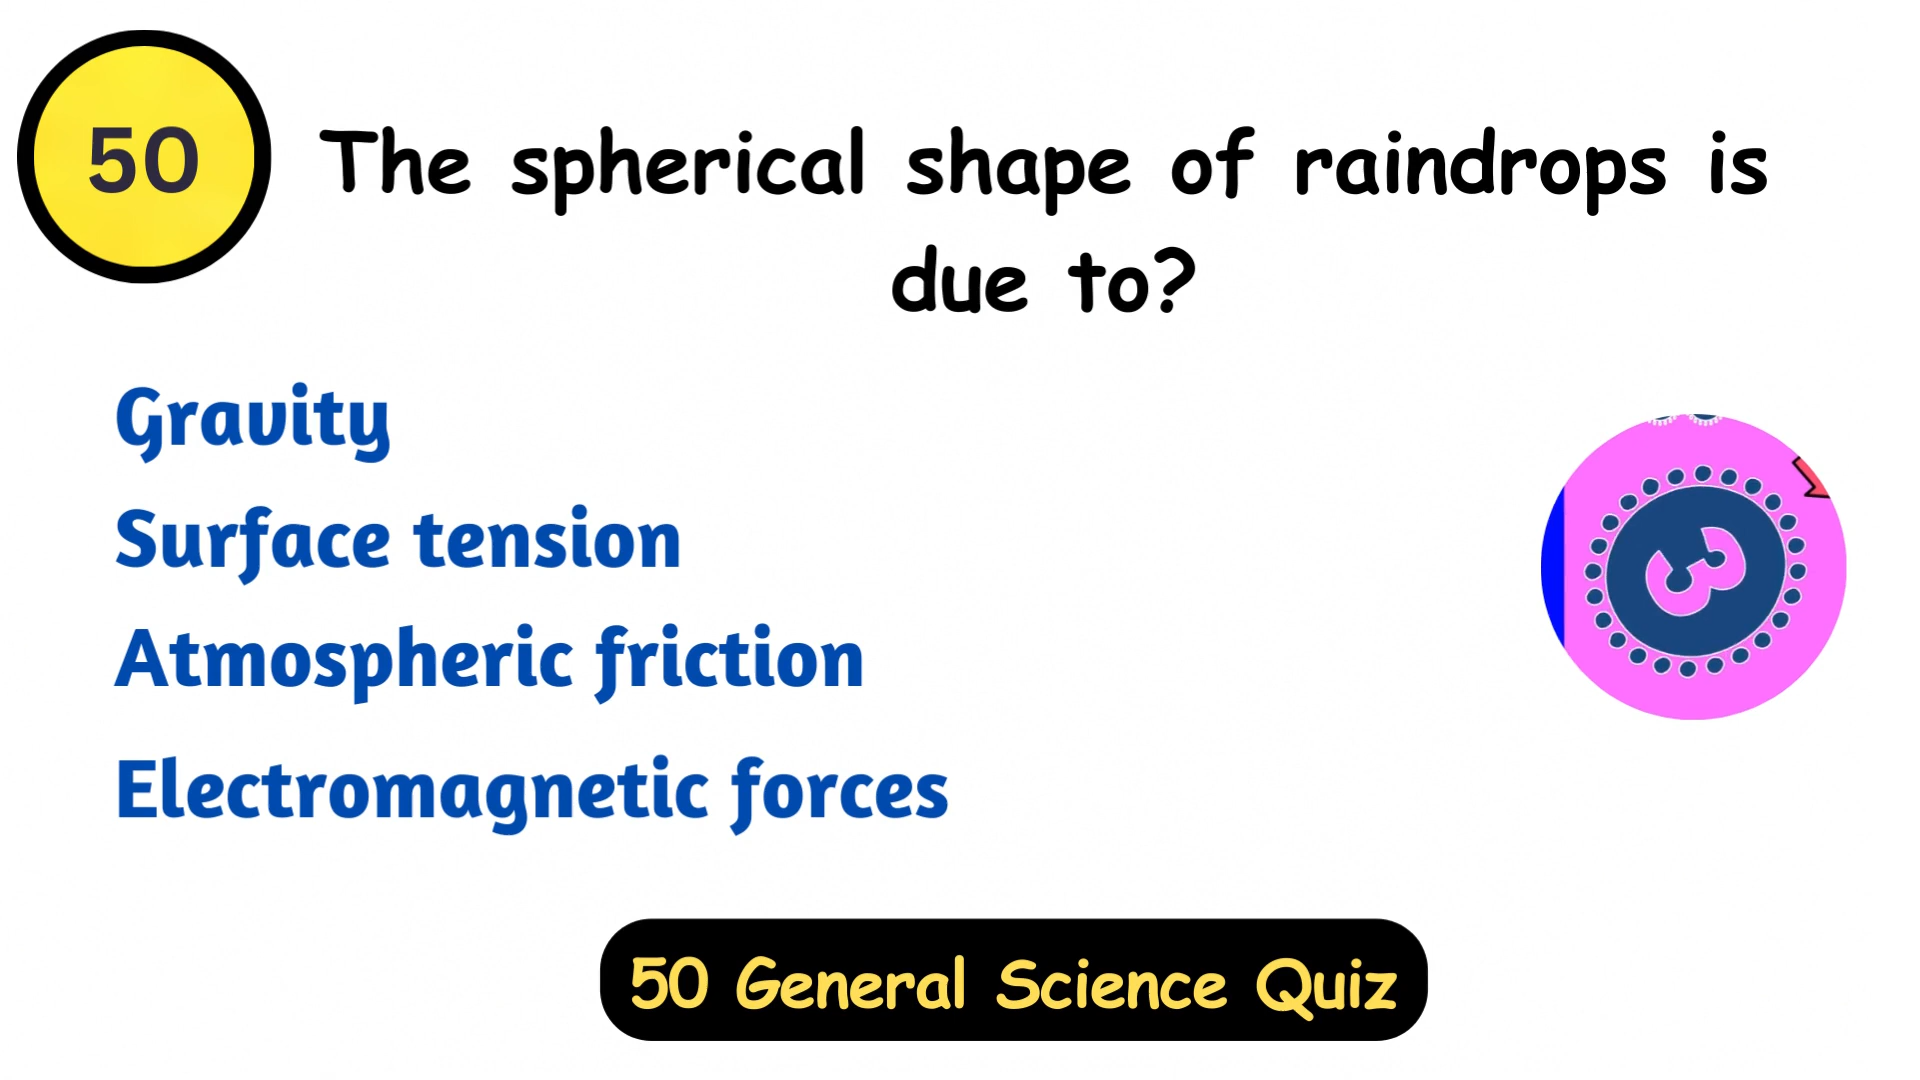 50
The spherical shape of raindrops is
due to?
Gravity
Surface tension
Atmospheric friction
Electromagnetic forces
3
50 General Science Quiz